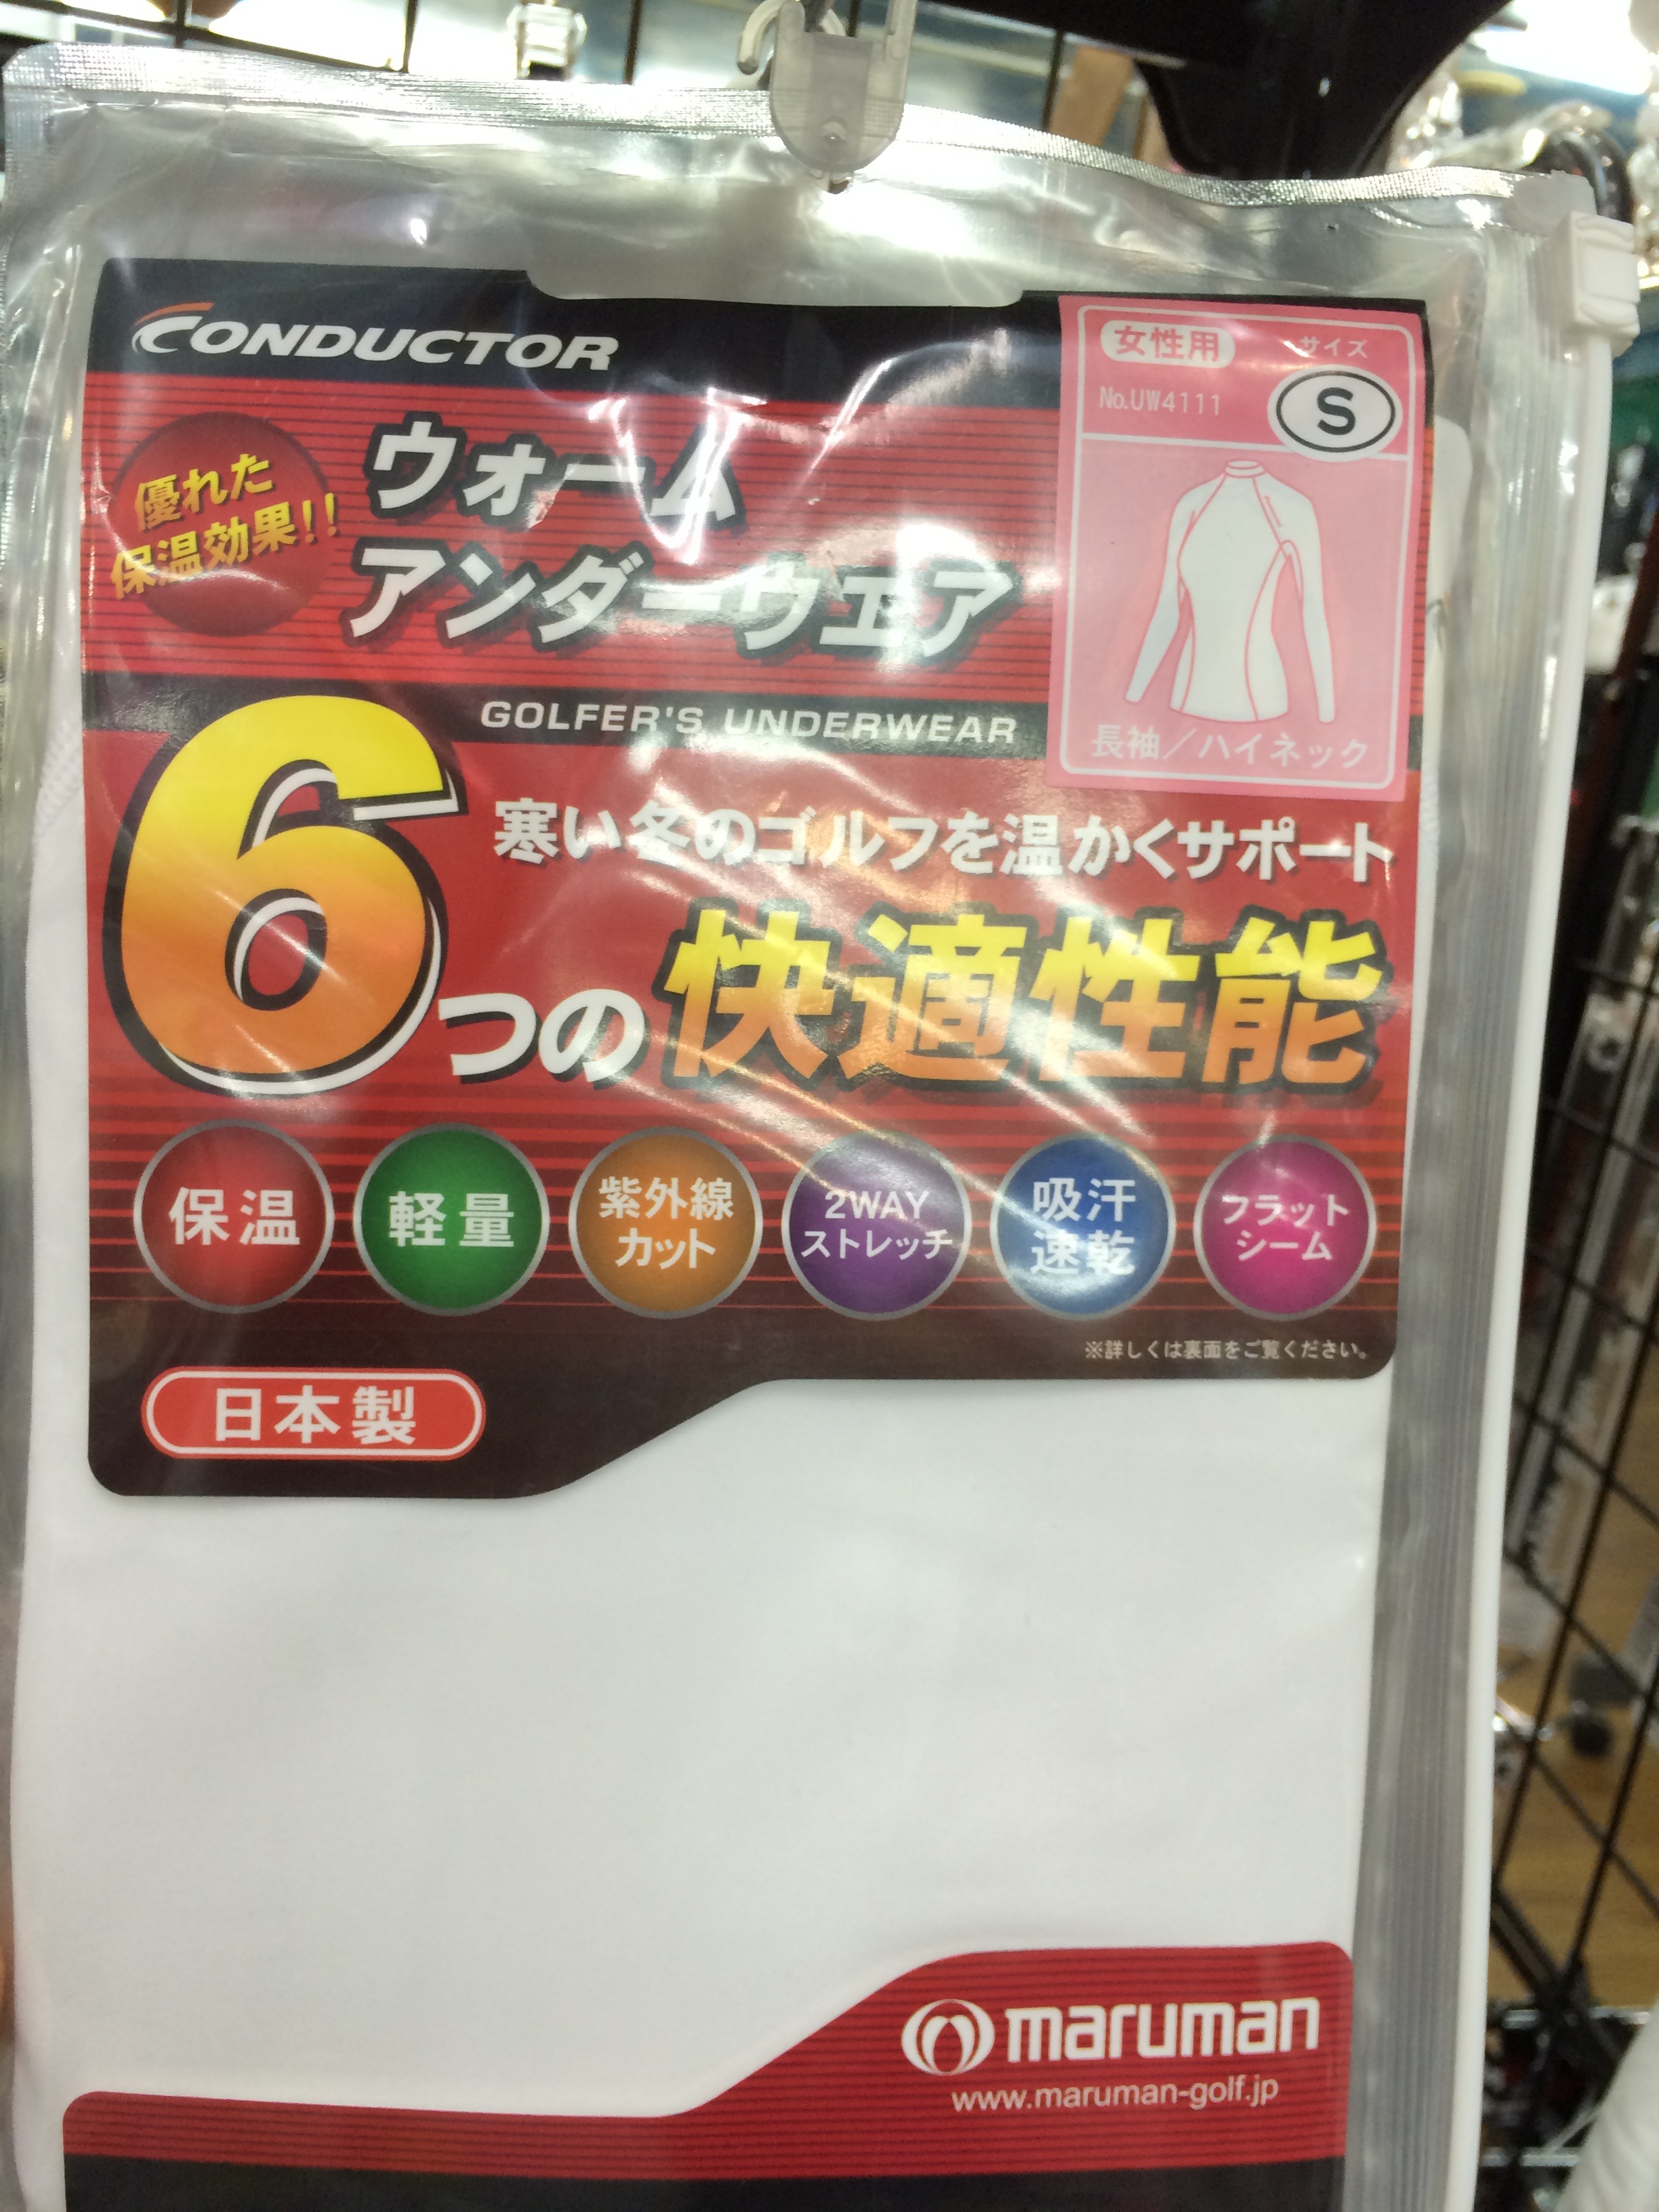 CONDUCTOR
女性用
サイズ
No.UW4111
S
優れた
保温効果!!
ウォーム
アンダーウエア
GOLFER'S UNDERWEAR
長袖／ハイネック
寒い冬のゴルフを温かくサポート
6つの快適性能
保温
軽量
紫外線
カット
2WAY
ストレッチ
吸汗
速乾
フラット
シーム
※詳しくは裏面をご覧ください。
日本製
maruman
www.maruman-golf.jp